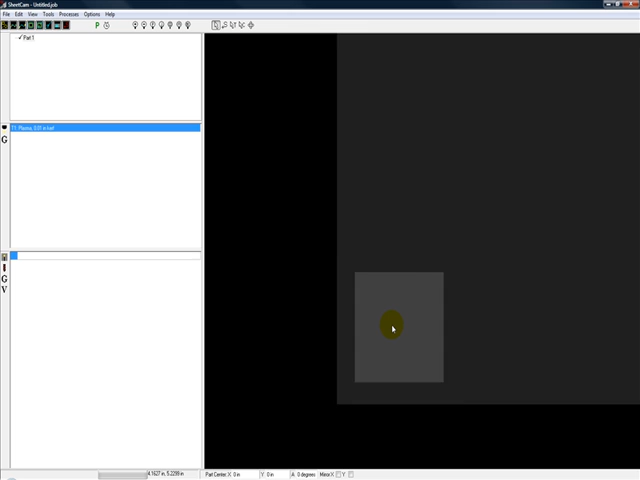 SheetCam - Untitled.job
File Edit View Tools Processes Options Help
P
✓Part 1
T1: Plasma, 0.01 in kerf
G
G
V
4.1627 in, 5.2299 in
Part Center: X 0 in Y 0 in A 0 degrees Mirror X Y